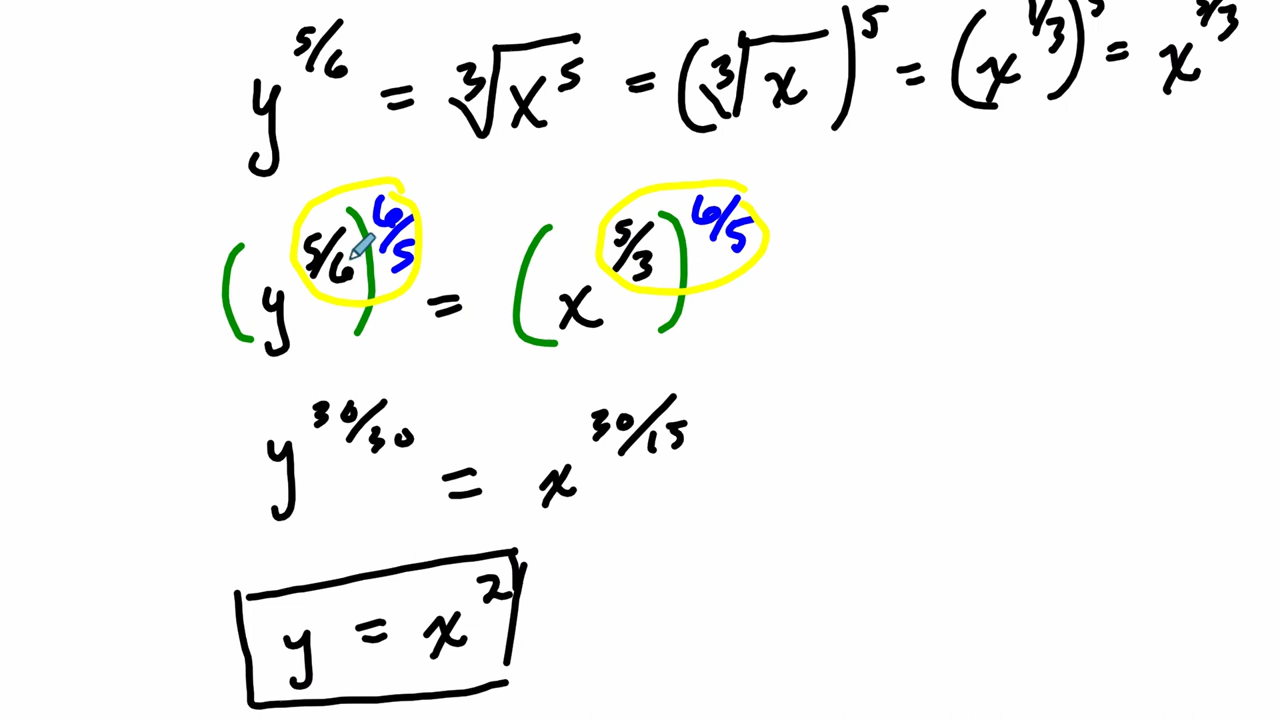 y^{5/6} = ∛(x^5) = (∛x)^5 = (x^{1/3})^5 = x^{5/3}
(y^{5/6})^{6/5} = (x^{5/3})^{6/5}
y^{30/30} = x^{30/15}
y = x^2